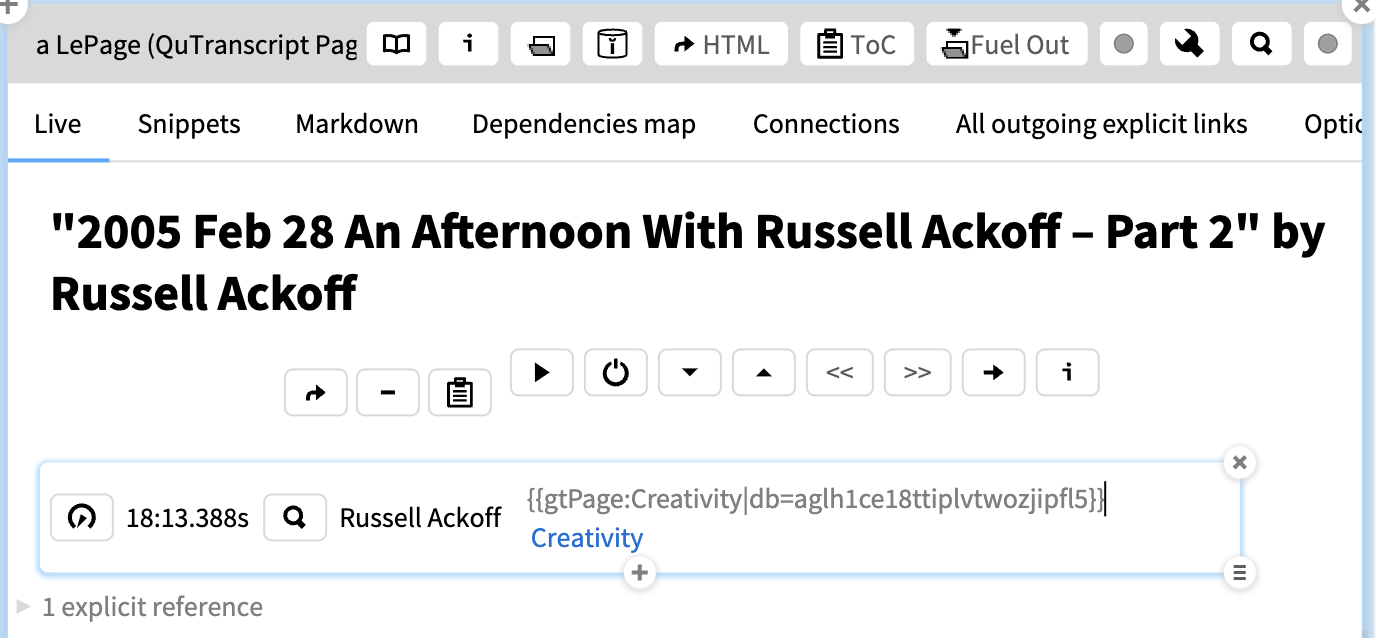 a LePage (QuTranscript Pag i HTML ToC Fuel Out
Live Snippets Markdown Dependencies map Connections All outgoing explicit links Optic
"2005 Feb 28 An Afternoon With Russell Ackoff – Part 2" by
Russell Ackoff
<< >> i
{{gtPage:Creativity|db=aglh1ce18ttiplvtwozjipfl5}}
18:13.388s Russell Ackoff
Creativity
1 explicit reference